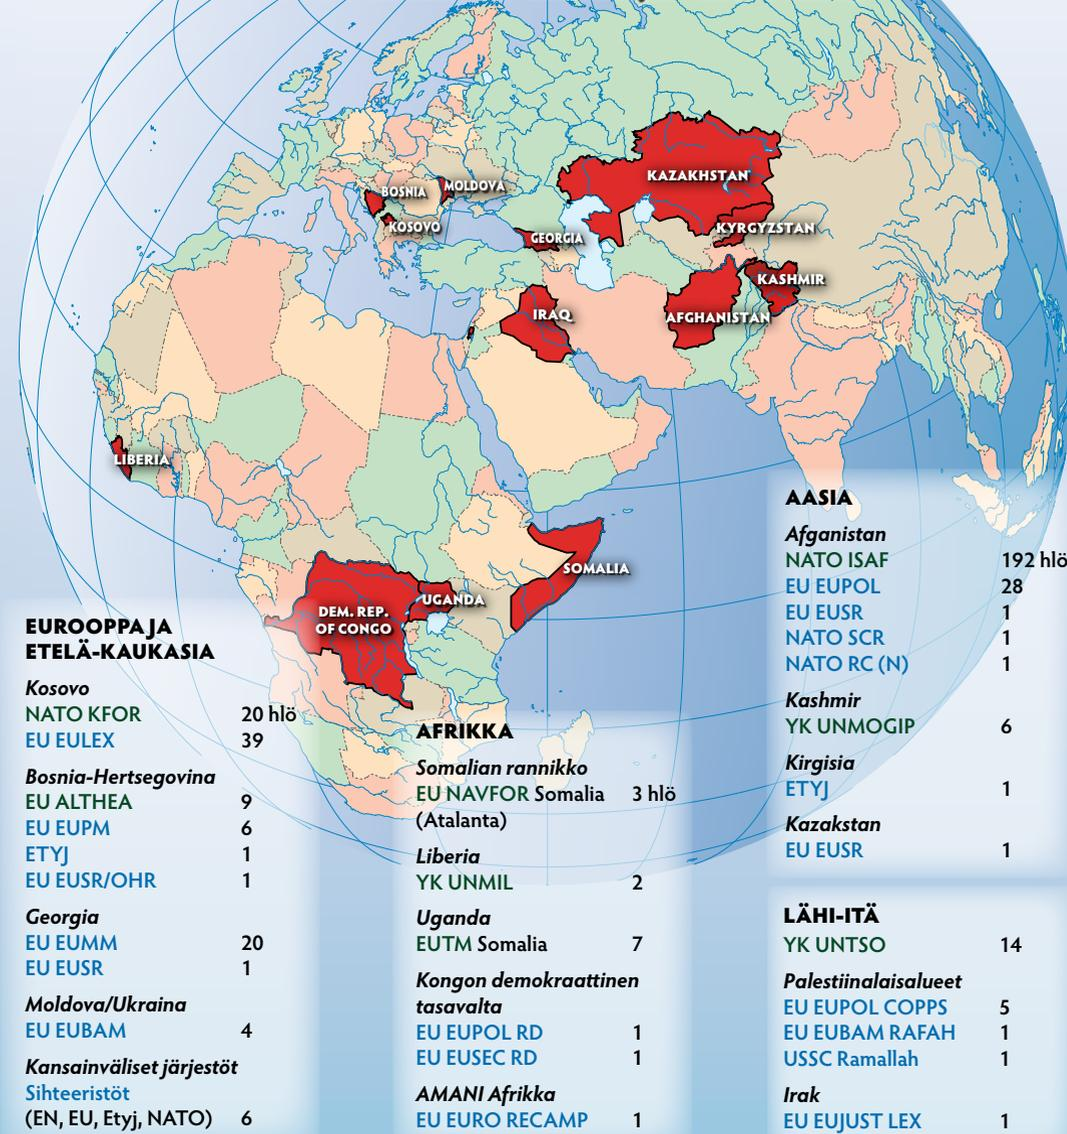 KAZAKHSTAN
BOSNIA
MOLDOVA
KOSOVO
GEORGIA
KYRGYZSTAN
KASHMIR
IRAQ
AFGHANISTAN
LIBERIA
SOMALIA
UGANDA
DEM. REP.
OF CONGO
EUROOPPA JA
ETELÄ-KAUKASIA
Kosovo
NATO KFOR 20 hlö
EU EULEX 39
Bosnia-Hertsegovina
EU ALTHEA 9
EU EUPM 6
ETYJ 1
EU EUSR/OHR 1
Georgia
EU EUMM 20
EU EUSR 1
Moldova/Ukraina
EU EUBAM 4
Kansainväliset järjestöt
Sihteeristöt
(EN, EU, Etyj, NATO) 6
AFRIKKA
Somalian rannikko
EU NAVFOR Somalia 3 hlö
(Atalanta)
Liberia
YK UNMIL 2
Uganda
EUTM Somalia 7
Kongon demokraattinen
tasavalta
EU EUPOL RD 1
EU EUSEC RD 1
AMANI Afrikka
EU EURO RECAMP 1
AASIA
Afganistan
NATO ISAF 192 hlö
EU EUPOL 28
EU EUSR 1
NATO SCR 1
NATO RC (N) 1
Kashmir
YK UNMOGIP 6
Kirgisia
ETYJ 1
Kazakstan
EU EUSR 1
LÄHI-ITÄ
YK UNTSO 14
Palestiinalaisalueet
EU EUPOL COPPS 5
EU EUBAM RAFAH 1
USSC Ramallah 1
Irak
EU EUJUST LEX 1